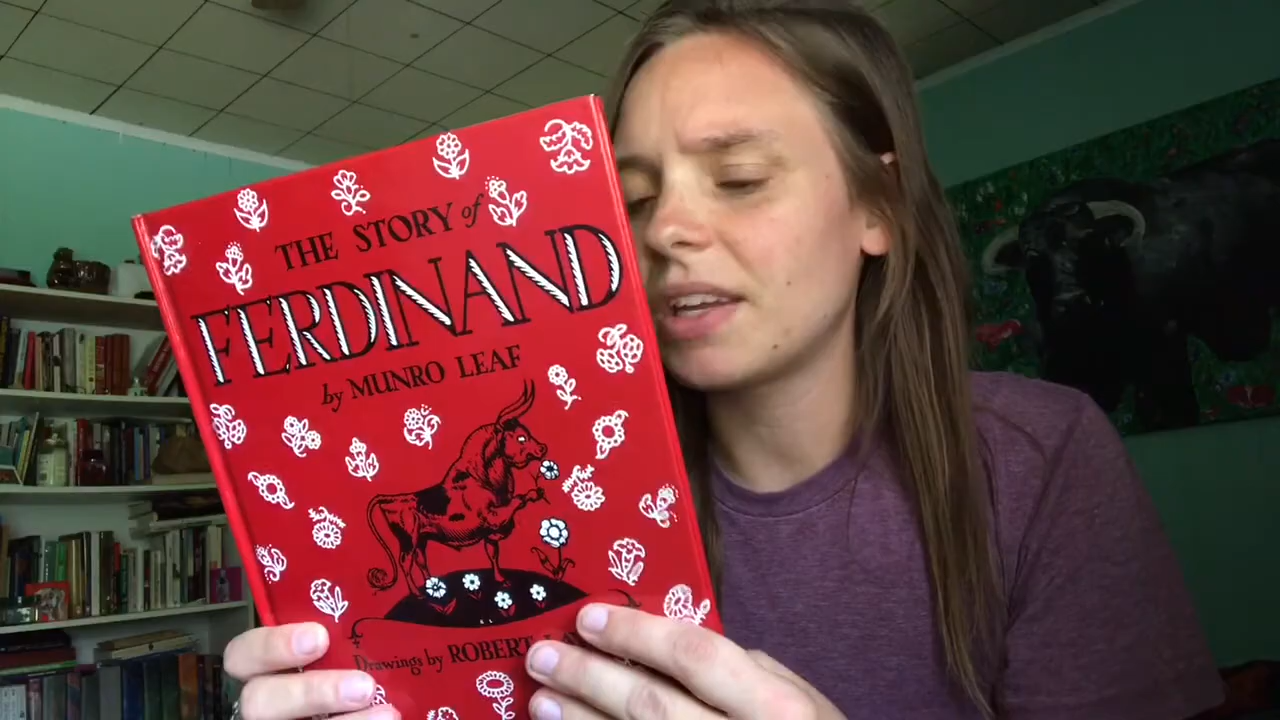 THE STORY of
FERDINAND
by MUNRO LEAF
Drawings by ROBERT